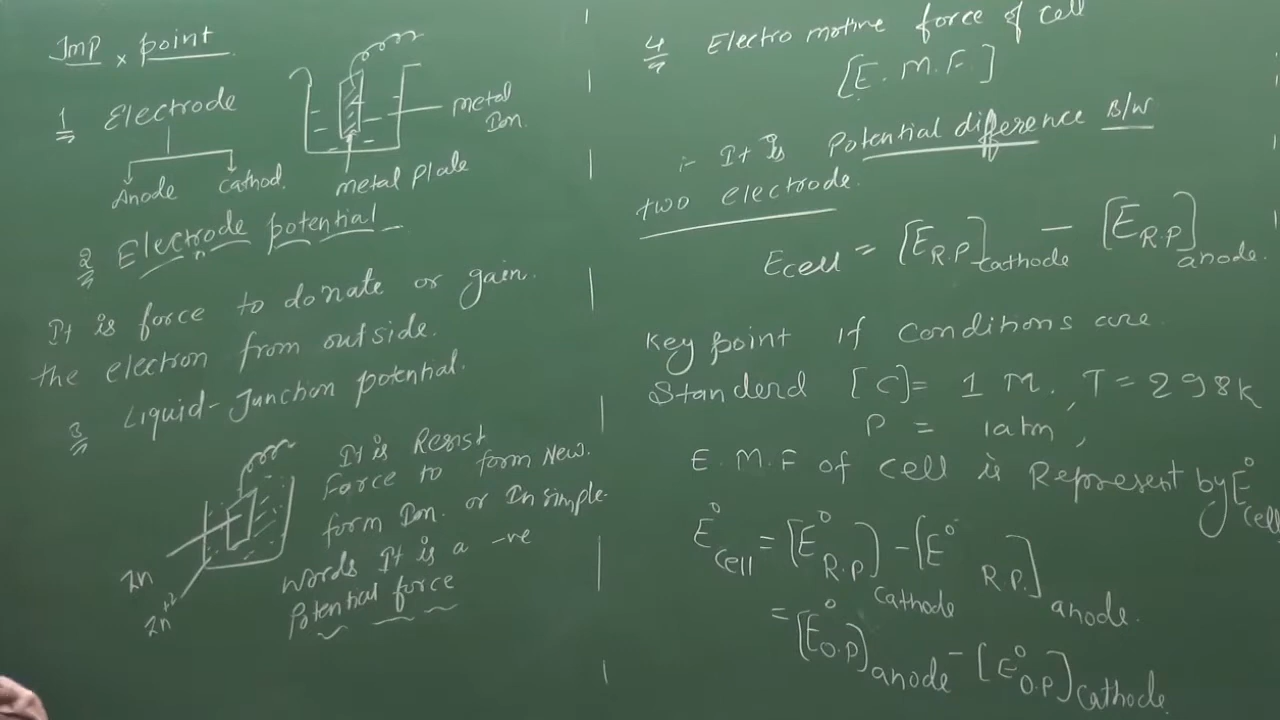 Imp x point
1 Electrode
Anode Cathod.
metal Ion.
metal plate
2 Electrode potential
It is force to donate or gain.
the electron from outside.
3 Liquid-Junction potential.
It is Resist
Force to form New.
form Ion. or In simple-
words It is a -ve
Potential force
Zn
Zn+2
4 Electro motive force of cell
[E. M. F.]
:- It is Potential difference B/W
two electrode.
Ecell = [E R.P]cathode - [E R.P]anode.
Key point If Conditions are.
Standerd [C] = 1 M, T = 298k
P = 1atm,
E. M. F of cell is Represent by E°cell
E°cell = [E° R.P]cathode - [E° R.P.]anode.
= [E° O.P]anode - [E° O.P]cathode.